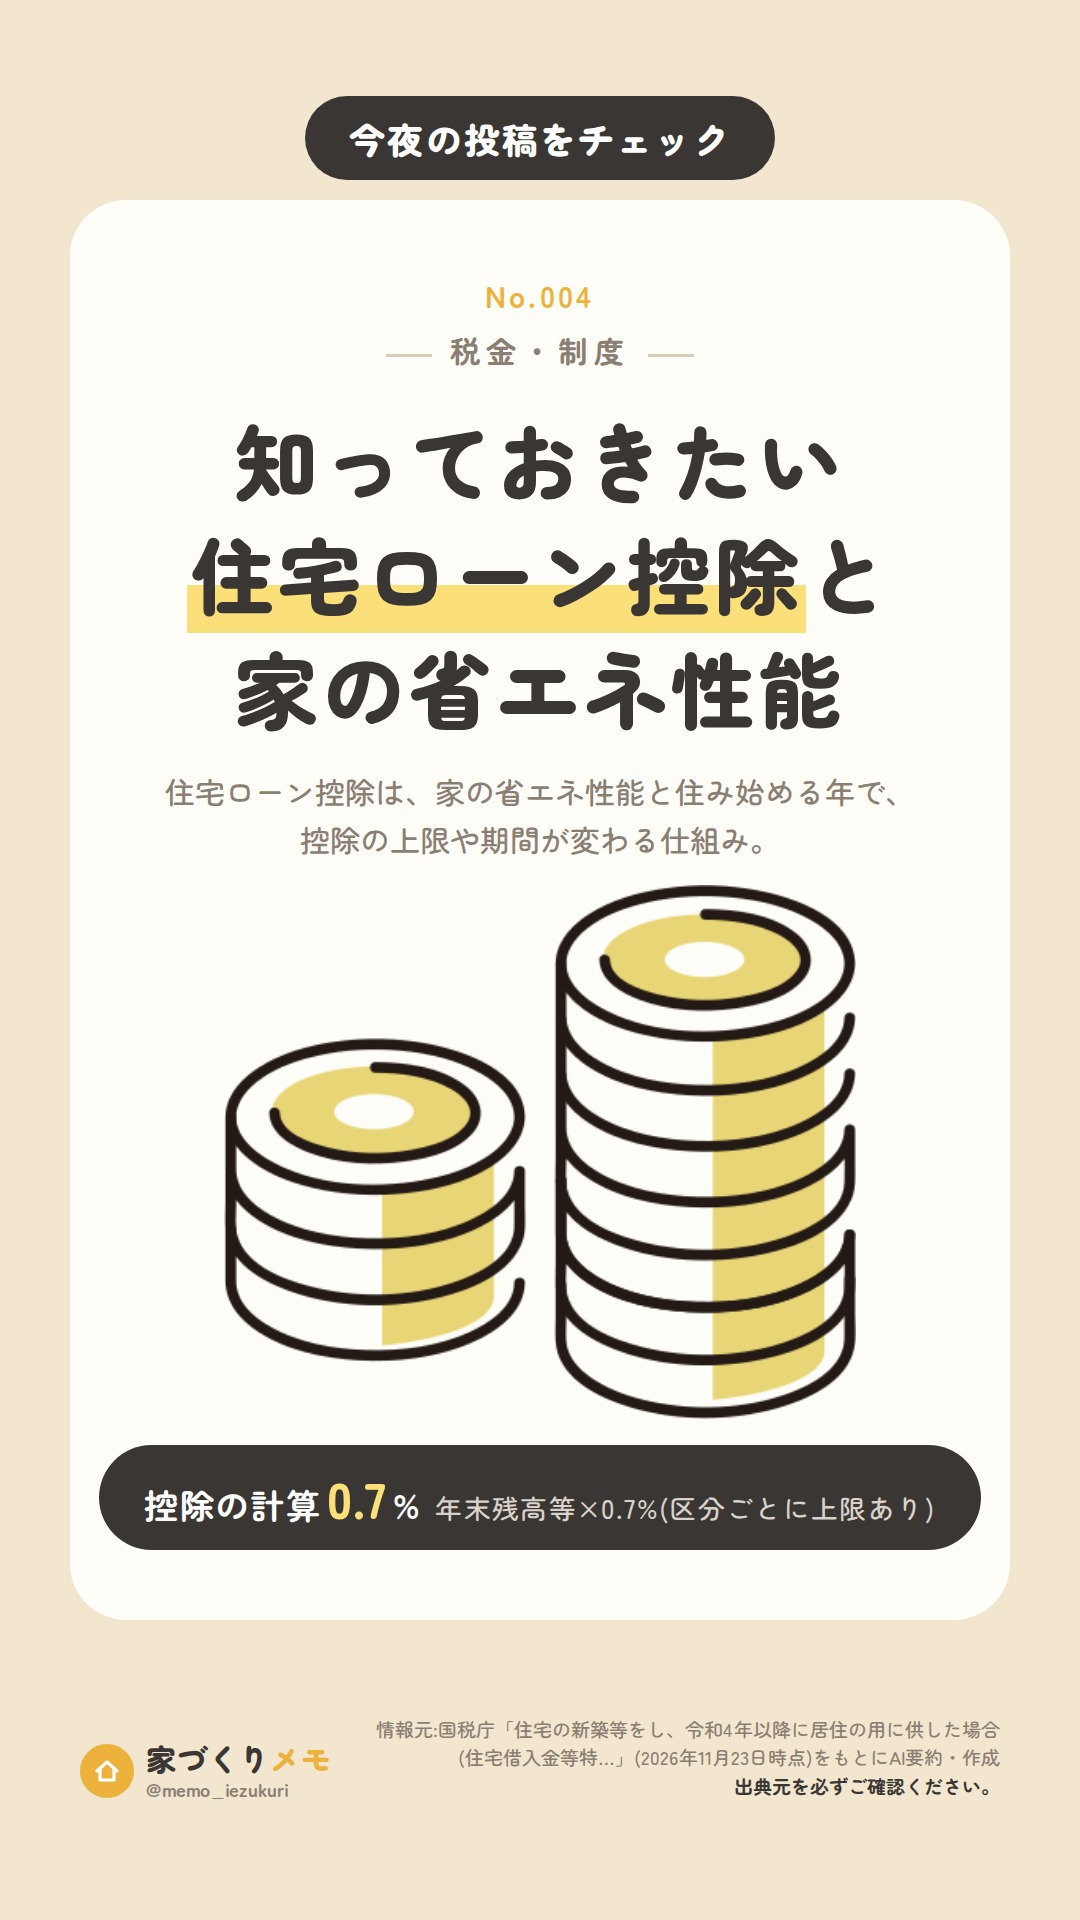 今夜の投稿をチェック
No.004
税金・制度
知っておきたい
住宅ローン控除と
家の省エネ性能
住宅ローン控除は、家の省エネ性能と住み始める年で、
控除の上限や期間が変わる仕組み。
控除の計算 0.7 % 年末残高等×0.7%(区分ごとに上限あり)
家づくりメモ
@memo_iezukuri
情報元:国税庁「住宅の新築等をし、令和4年以降に居住の用に供した場合
(住宅借入金等特…」(2026年11月23日時点)をもとにAI要約・作成
出典元を必ずご確認ください。